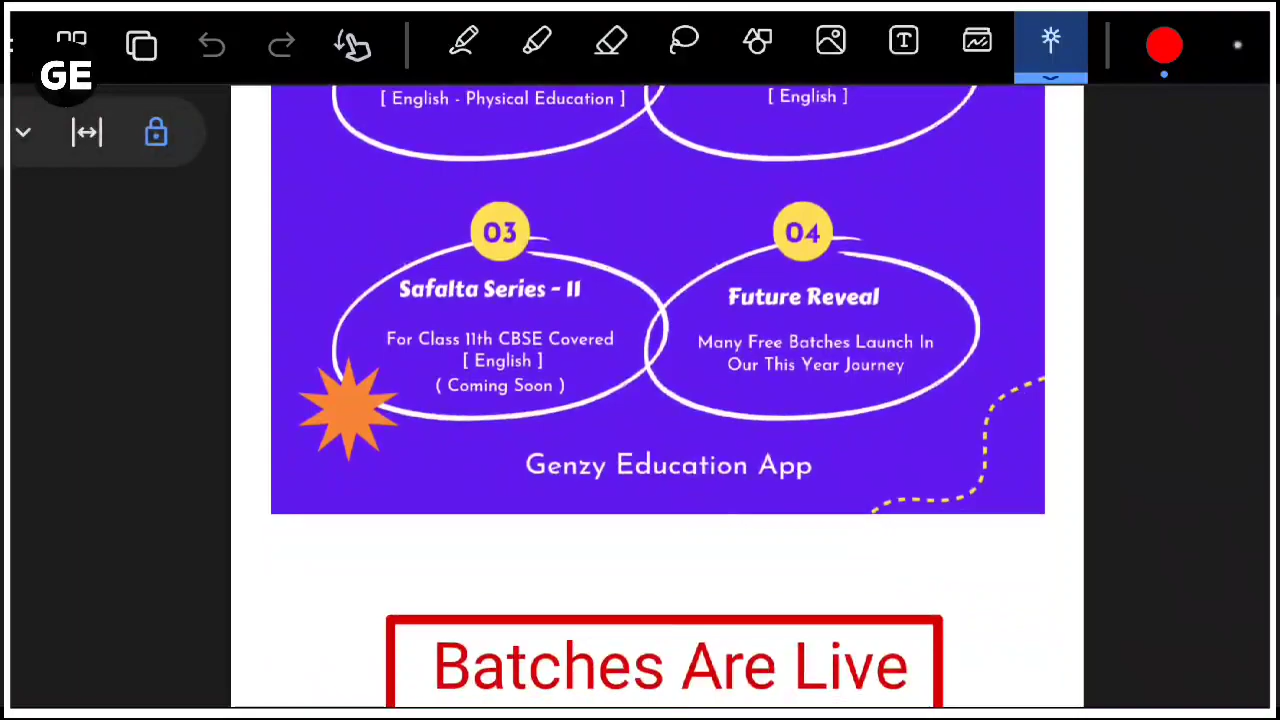 GE
[ English - Physical Education ]
[ English ]
03
04
Safalta Series - 11
Future Reveal
For Class 11th CBSE Covered
[ English ]
( Coming Soon )
Many Free Batches Launch In
Our This Year Journey
Genzy Education App
Batches Are Live